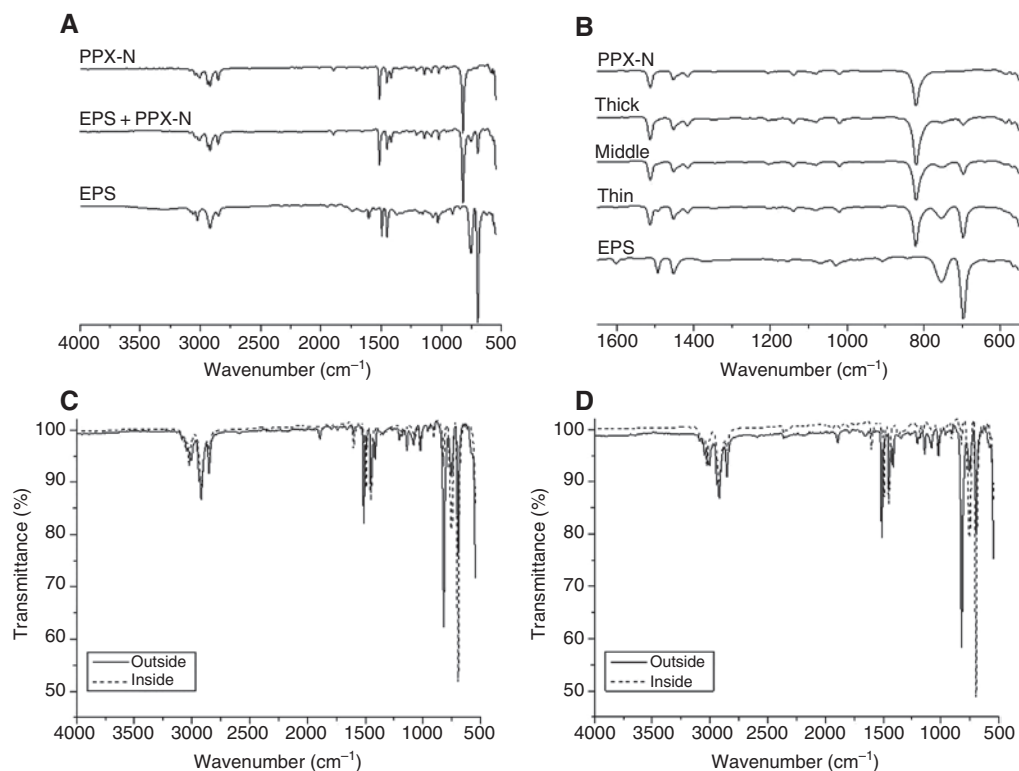 A
PPX-N
EPS + PPX-N
EPS
4000 3500 3000 2500 2000 1500 1000 500
Wavenumber (cm⁻¹)
B
PPX-N
Thick
Middle
Thin
EPS
1600 1400 1200 1000 800 600
Wavenumber (cm⁻¹)
C
100
90
80
70
60
50
Transmittance (%)
Outside
Inside
4000 3500 3000 2500 2000 1500 1000 500
Wavenumber (cm⁻¹)
D
100
90
80
70
60
50
Transmittance (%)
Outside
Inside
4000 3500 3000 2500 2000 1500 1000 500
Wavenumber (cm⁻¹)